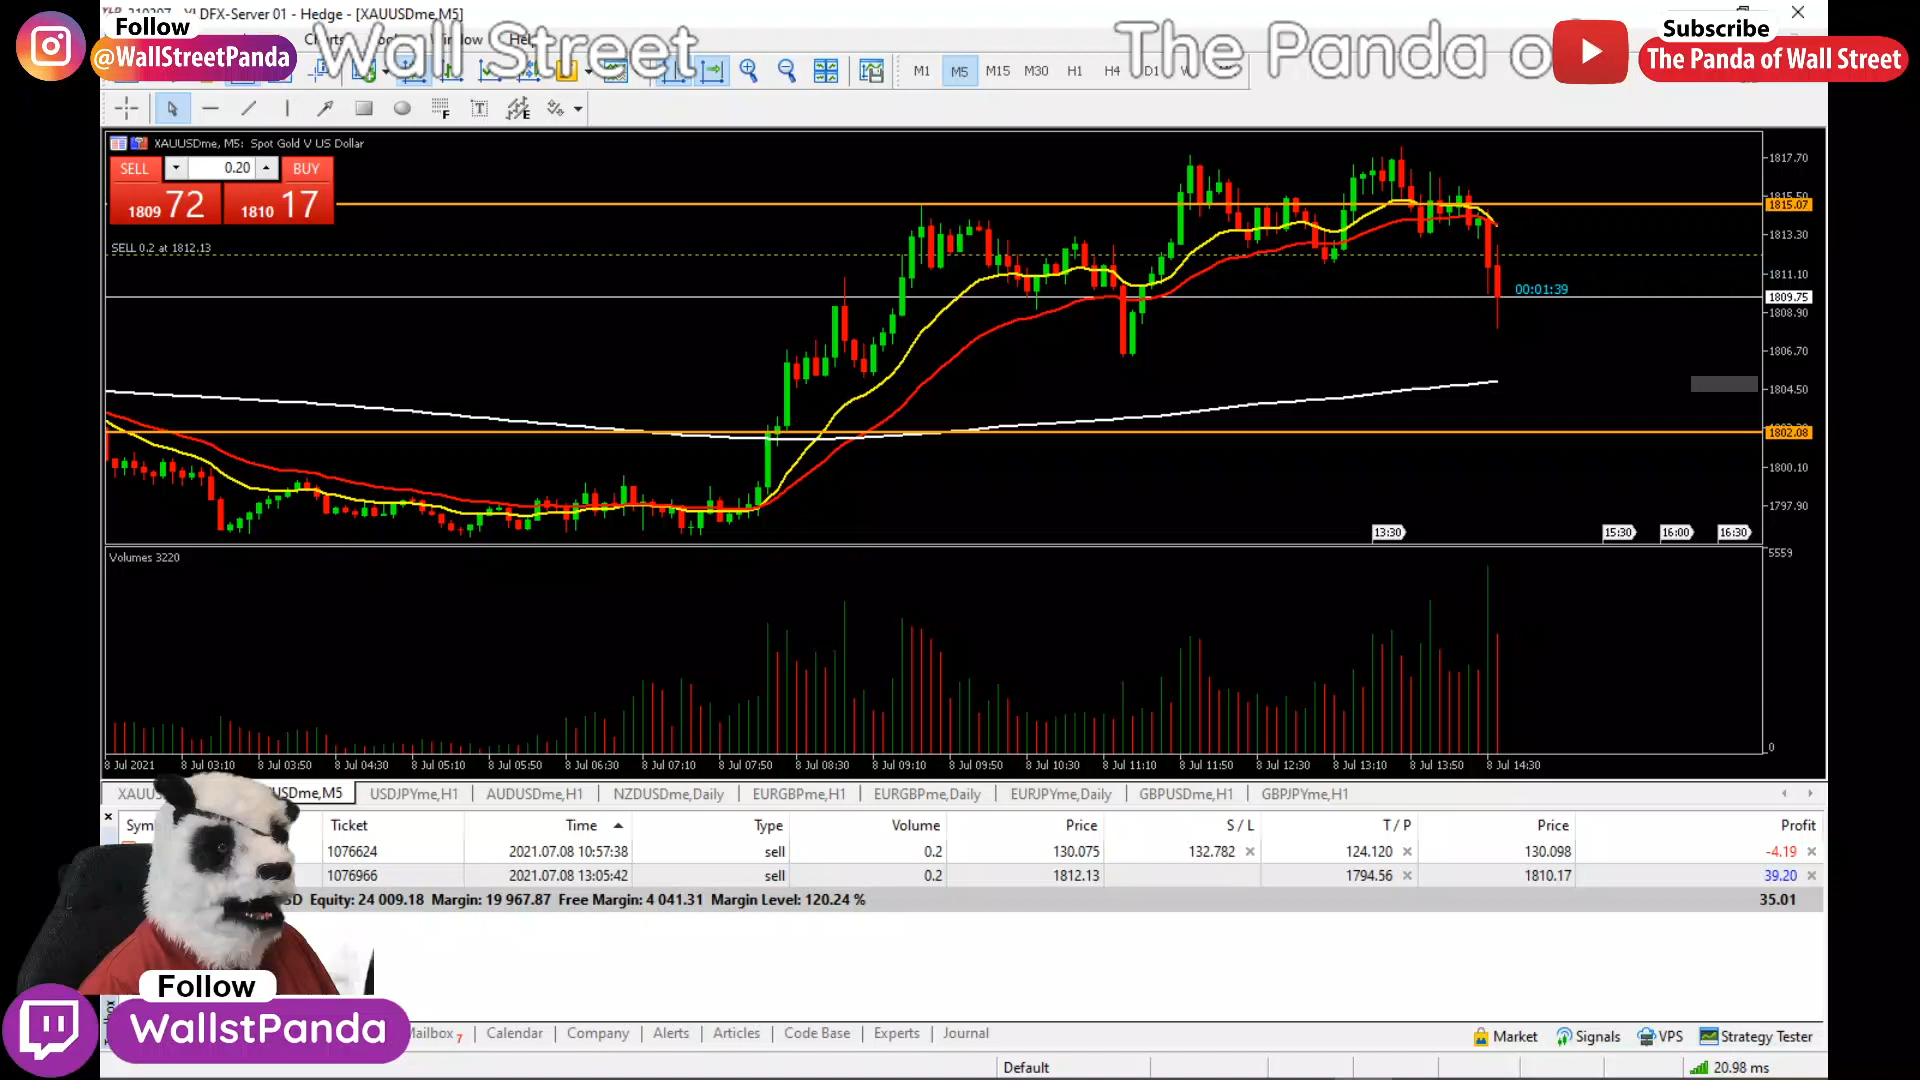 Follow
@WallStreetPanda
DFX-Server 01 - Hedge - [XAUUSDme,M5]
Wall Street
The Panda o
Subscribe
The Panda of Wall Street
M1 M5 M15 M30 H1 H4 D1
XAUUSDme, M5: Spot Gold V US Dollar
SELL 0.20 BUY
1809 72 1810 17
SELL 0.2 at 1812.13
00:01:39
1817.70
1815.07
1813.30
1811.10
1809.75
1808.90
1806.70
1804.50
1802.08
1800.10
1797.90
13:30 15:30 16:00 16:30
Volumes 3220
5559
0
8 Jul 2021 8 Jul 03:10 8 Jul 03:50 8 Jul 04:30 8 Jul 05:10 8 Jul 05:50 8 Jul 06:30 8 Jul 07:10 8 Jul 07:50 8 Jul 08:30 8 Jul 09:10 8 Jul 09:50 8 Jul 10:30 8 Jul 11:10 8 Jul 11:50 8 Jul 12:30 8 Jul 13:10 8 Jul 13:50 8 Jul 14:30
XAUUS USDme,M5 USDJPYme,H1 AUDUSDme,H1 NZDUSDme,Daily EURGBPme,H1 EURGBPme,Daily EURJPYme,Daily GBPUSDme,H1 GBPJPYme,H1
Symb Ticket Time Type Volume Price S / L T / P Price Profit
1076624 2021.07.08 10:57:38 sell 0.2 130.075 132.782 124.120 130.098 -4.19
1076966 2021.07.08 13:05:42 sell 0.2 1812.13 1794.56 1810.17 39.20
SD Equity: 24 009.18 Margin: 19 967.87 Free Margin: 4 041.31 Margin Level: 120.24 % 35.01
Follow
WallstPanda
Mailbox 7 Calendar Company Alerts Articles Code Base Experts Journal
Market Signals VPS Strategy Tester
Default 20.98 ms